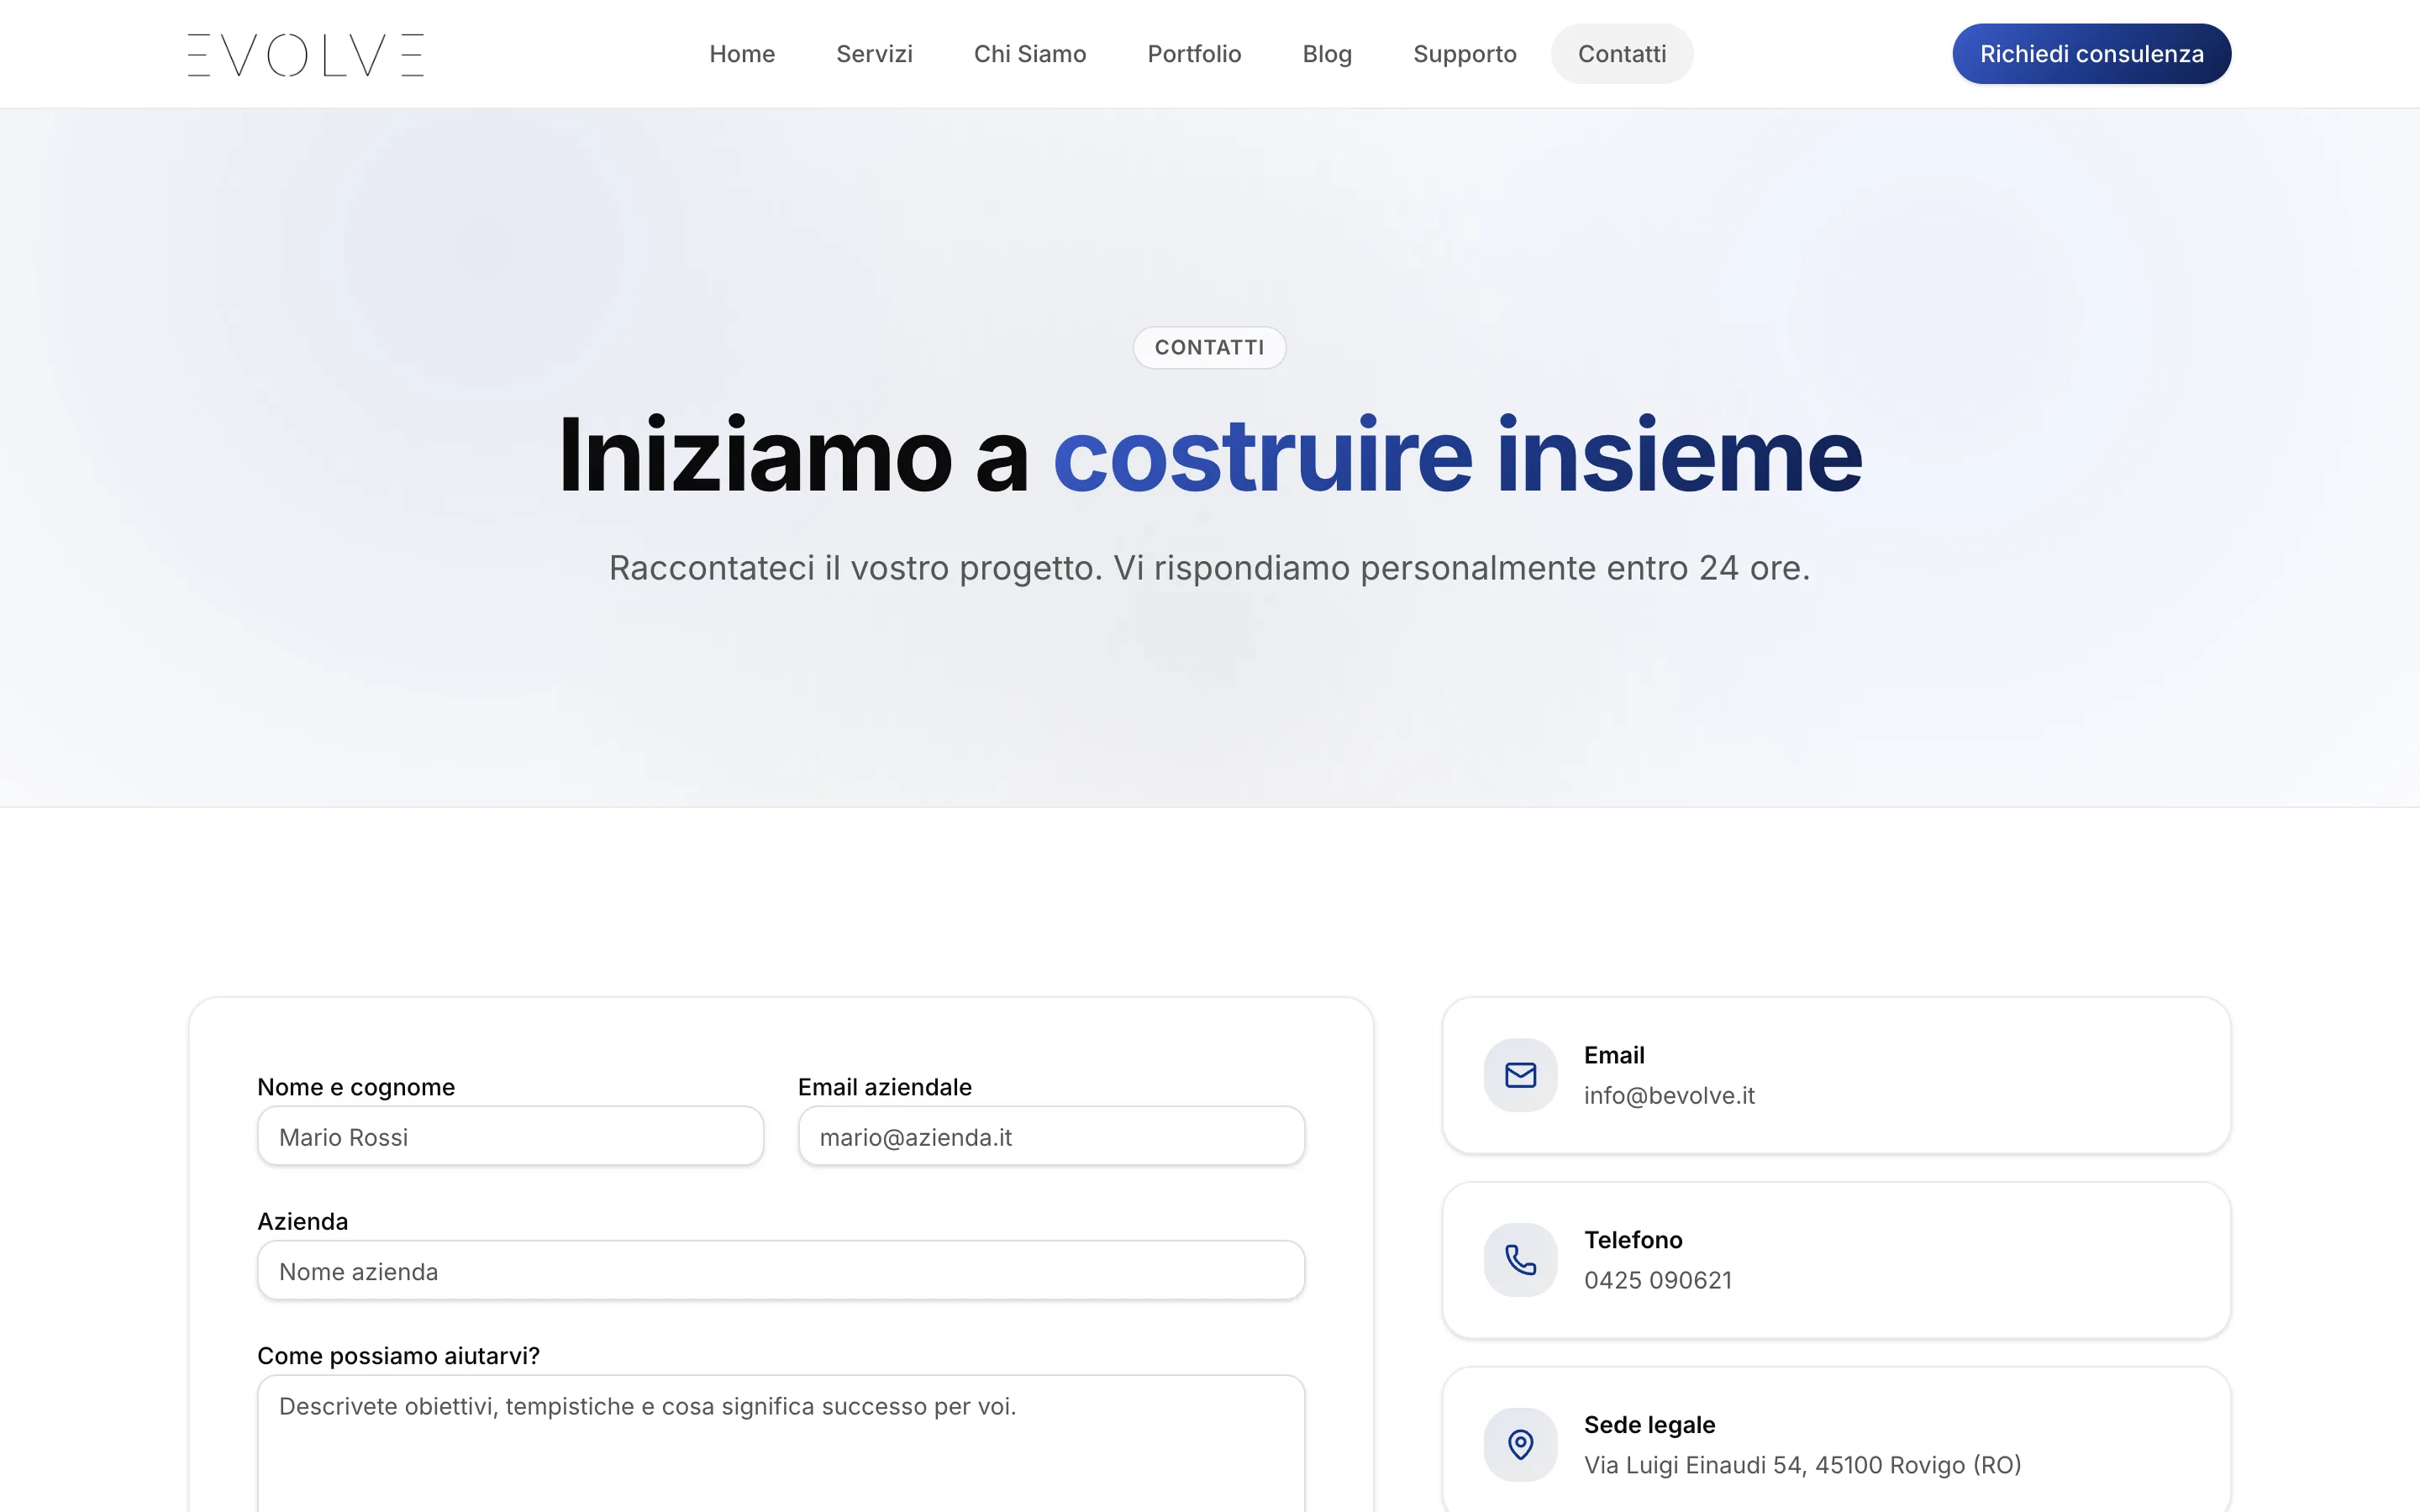 EVOLVE
Home Servizi Chi Siamo Portfolio Blog Supporto Contatti
Richiedi consulenza
CONTATTI
Iniziamo a costruire insieme
Raccontateci il vostro progetto. Vi rispondiamo personalmente entro 24 ore.
Nome e cognome
Mario Rossi
Email aziendale
mario@azienda.it
Azienda
Nome azienda
Come possiamo aiutarvi?
Descrivete obiettivi, tempistiche e cosa significa successo per voi.
Email
info@bevolve.it
Telefono
0425 090621
Sede legale
Via Luigi Einaudi 54, 45100 Rovigo (RO)